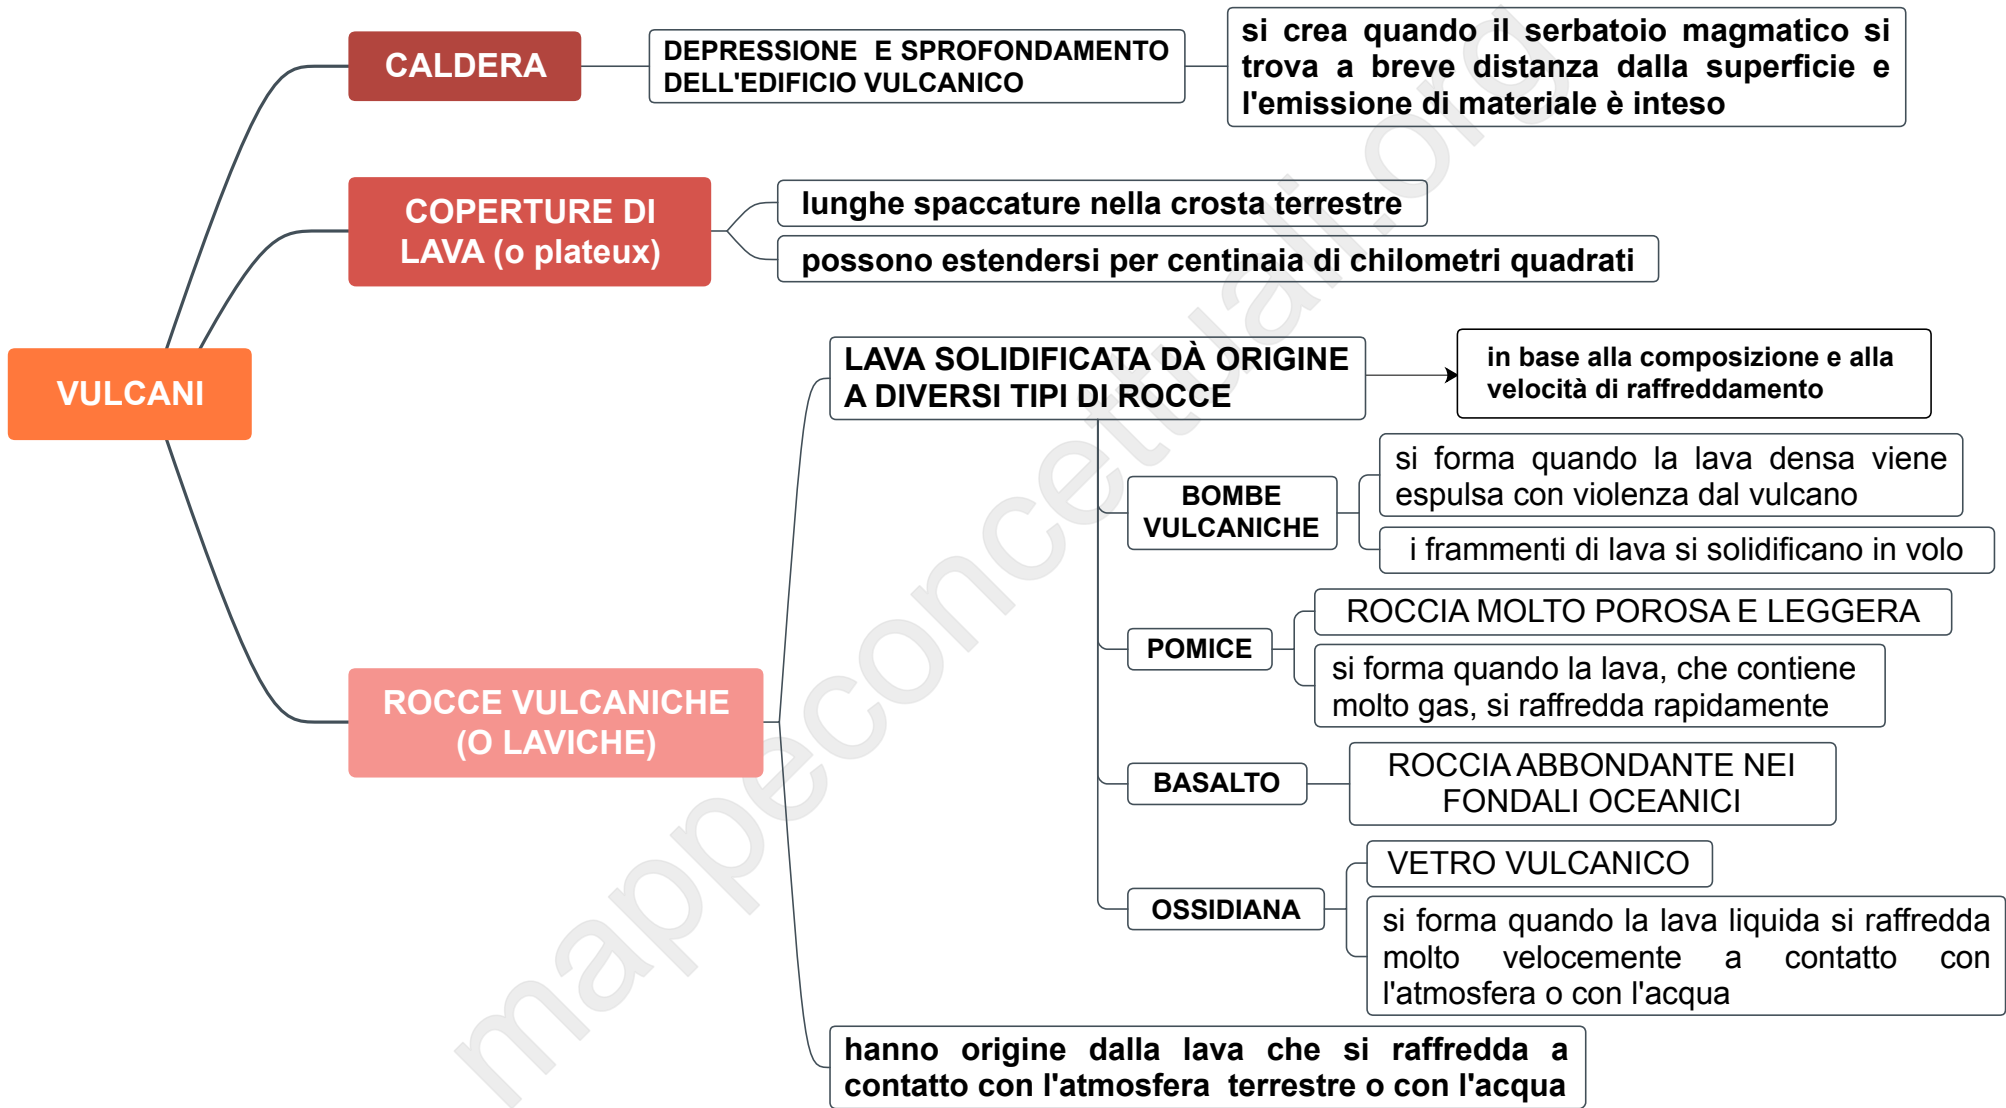 VULCANI
CALDERA
DEPRESSIONE E SPROFONDAMENTO
DELL'EDIFICIO VULCANICO
si crea quando il serbatoio magmatico si
trova a breve distanza dalla superficie e
l'emissione di materiale è inteso
COPERTURE DI
LAVA (o plateux)
lunghe spaccature nella crosta terrestre
possono estendersi per centinaia di chilometri quadrati
ROCCE VULCANICHE
(O LAVICHE)
LAVA SOLIDIFICATA DÀ ORIGINE
A DIVERSI TIPI DI ROCCE
in base alla composizione e alla
velocità di raffreddamento
BOMBE
VULCANICHE
si forma quando la lava densa viene
espulsa con violenza dal vulcano
i frammenti di lava si solidificano in volo
POMICE
ROCCIA MOLTO POROSA E LEGGERA
si forma quando la lava, che contiene
molto gas, si raffredda rapidamente
BASALTO
ROCCIA ABBONDANTE NEI
FONDALI OCEANICI
OSSIDIANA
VETRO VULCANICO
si forma quando la lava liquida si raffredda
molto velocemente a contatto con
l'atmosfera o con l'acqua
hanno origine dalla lava che si raffredda a
contatto con l'atmosfera terrestre o con l'acqua
mappeconcettuali.org